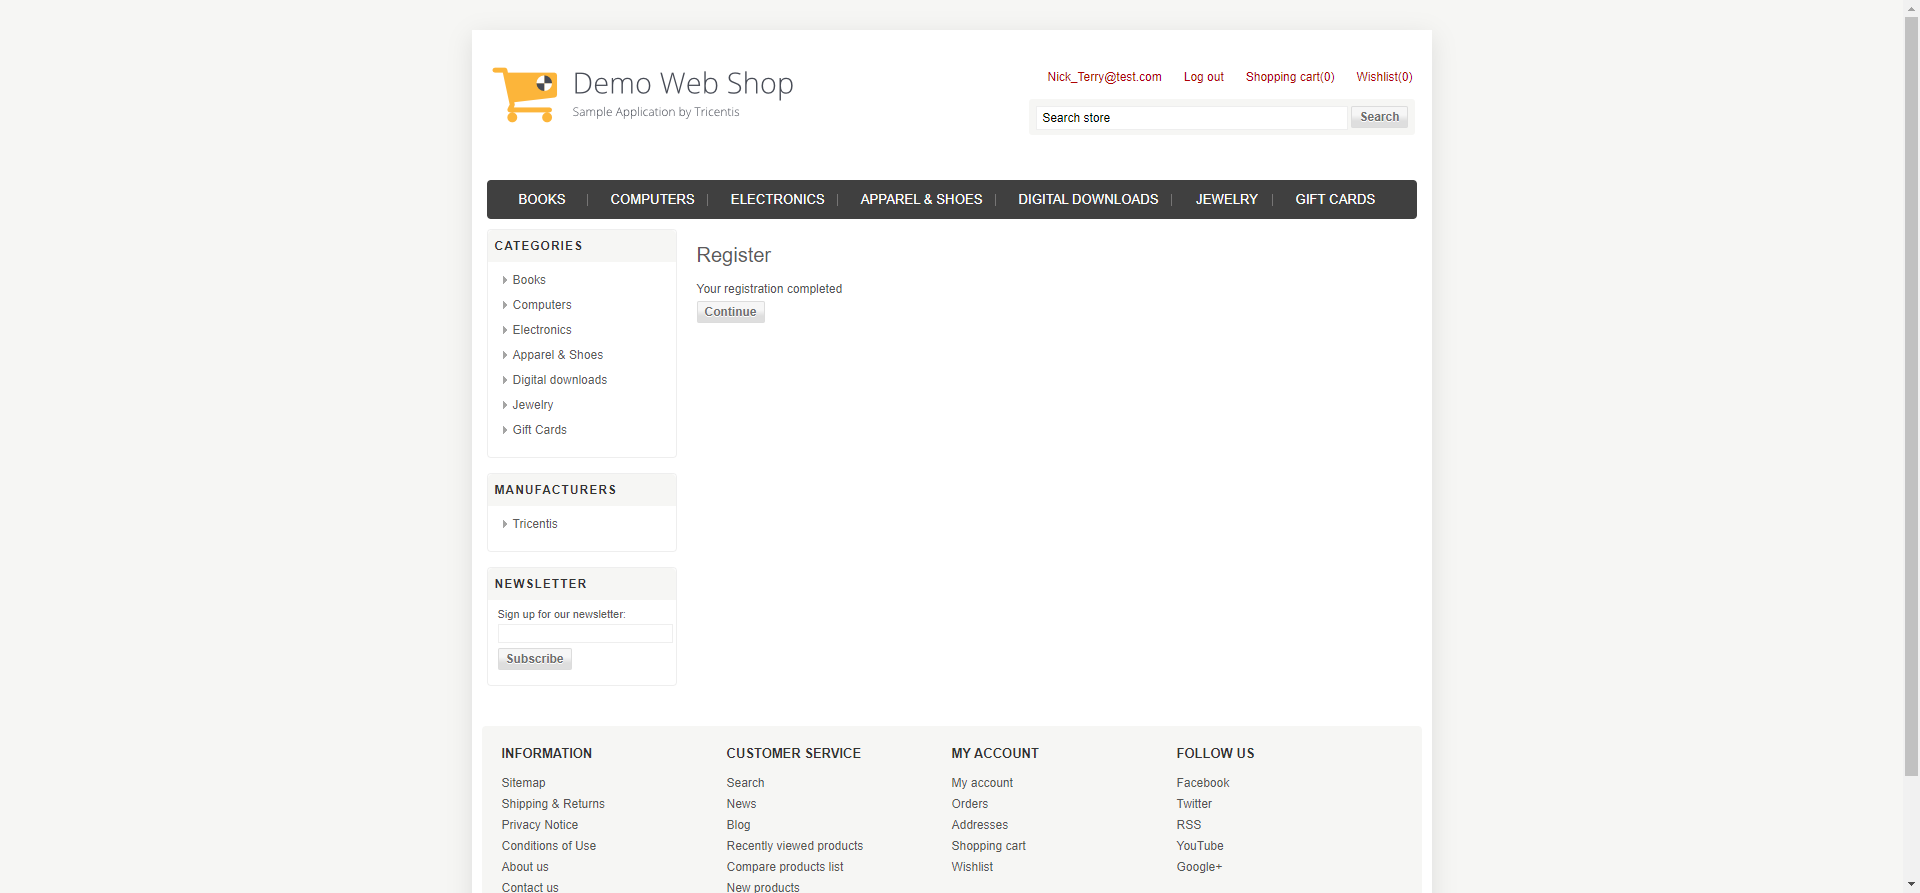 Demo Web Shop
Sample Application by Tricentis
Nick_Terry@test.com Log out Shopping cart(0) Wishlist(0)
Search store Search
BOOKS COMPUTERS ELECTRONICS APPAREL & SHOES DIGITAL DOWNLOADS JEWELRY GIFT CARDS
CATEGORIES
Books
Computers
Electronics
Apparel & Shoes
Digital downloads
Jewelry
Gift Cards
MANUFACTURERS
Tricentis
NEWSLETTER
Sign up for our newsletter:
Subscribe
Register
Your registration completed
Continue
INFORMATION
Sitemap
Shipping & Returns
Privacy Notice
Conditions of Use
About us
Contact us
CUSTOMER SERVICE
Search
News
Blog
Recently viewed products
Compare products list
New products
MY ACCOUNT
My account
Orders
Addresses
Shopping cart
Wishlist
FOLLOW US
Facebook
Twitter
RSS
YouTube
Google+